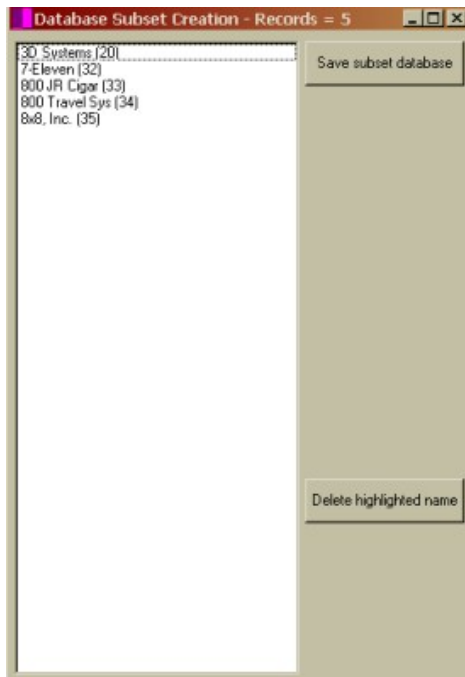 Database Subset Creation - Records = 5
3D Systems (20)
7-Eleven (32)
800 JR Cigar (33)
800 Travel Sys (34)
8x8, Inc. (35)
Save subset database
Delete highlighted name